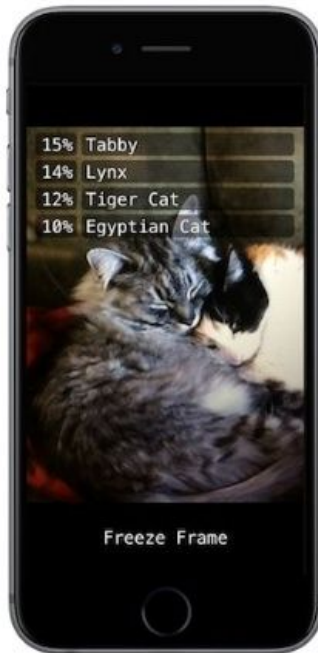 15% Tabby
14% Lynx
12% Tiger Cat
10% Egyptian Cat
Freeze Frame